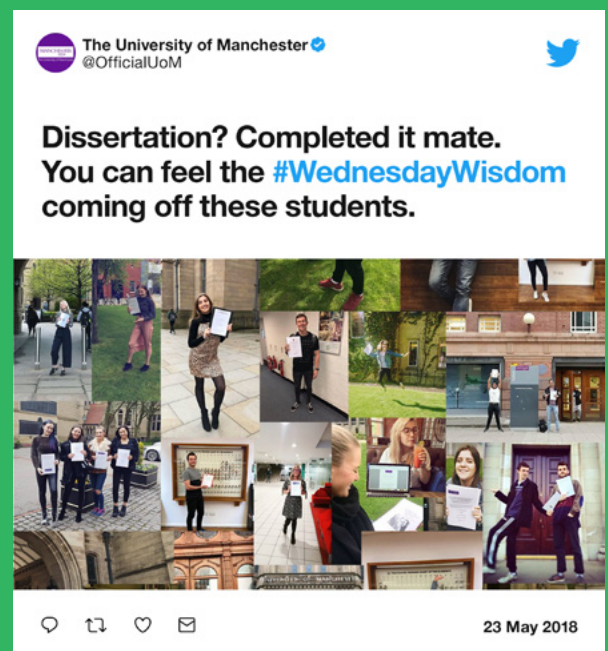 The University of Manchester
@OfficialUoM
Dissertation? Completed it mate.
You can feel the #WednesdayWisdom
coming off these students.
23 May 2018